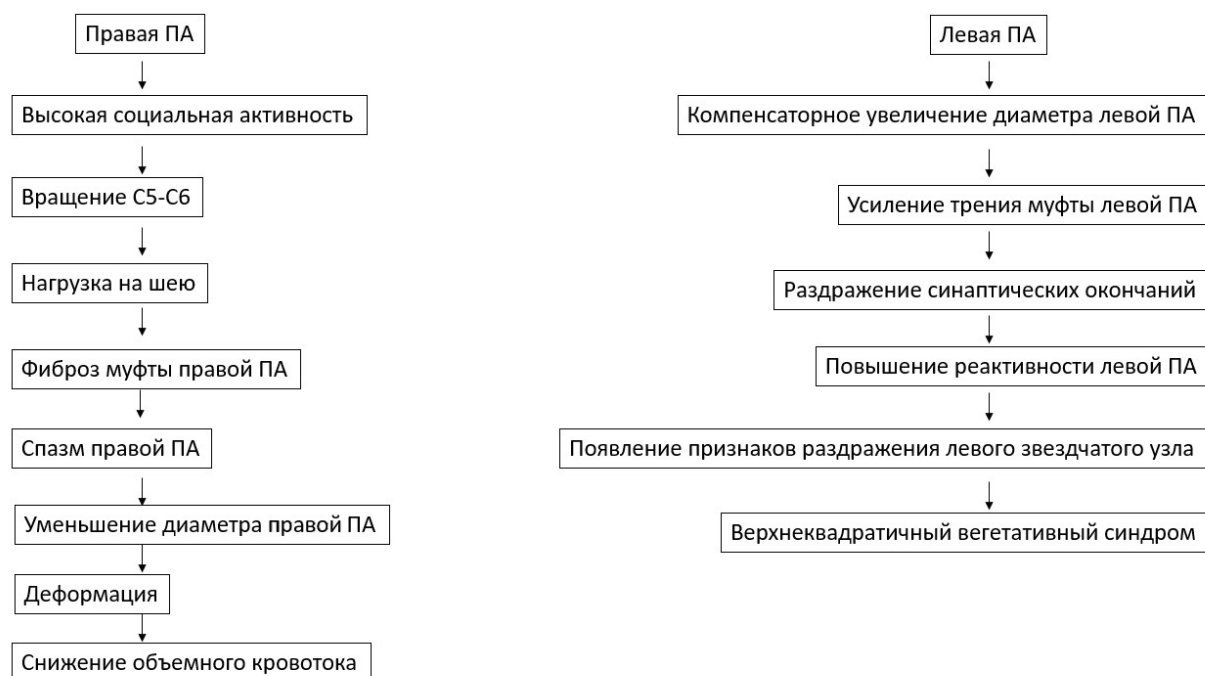 Правая ПА
Высокая социальная активность
Вращение С5-С6
Нагрузка на шею
Фиброз муфты правой ПА
Спазм правой ПА
Уменьшение диаметра правой ПА
Деформация
Снижение объемного кровотока
Левая ПА
Компенсаторное увеличение диаметра левой ПА
Усиление трения муфты левой ПА
Раздражение синаптических окончаний
Повышение реактивности левой ПА
Появление признаков раздражения левого звездчатого узла
Верхнеквадратичный вегетативный синдром